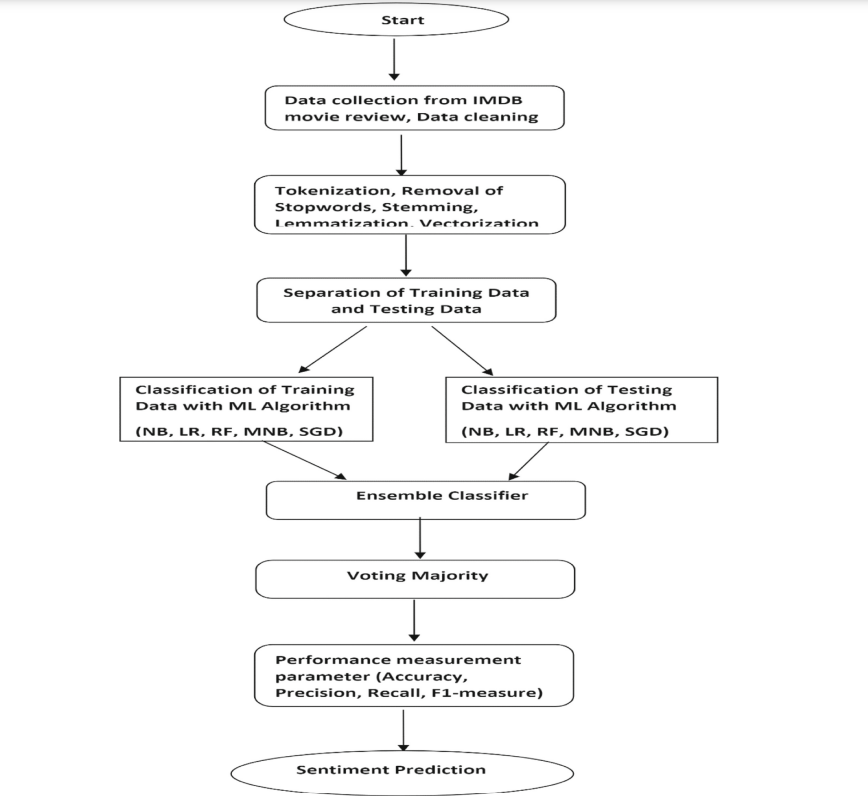 Start
Data collection from IMDB
movie review, Data cleaning
Tokenization, Removal of
Stopwords, Stemming,
Lemmatization, Vectorization
Separation of Training Data
and Testing Data
Classification of Training
Data with ML Algorithm
(NB, LR, RF, MNB, SGD)
Classification of Testing
Data with ML Algorithm
(NB, LR, RF, MNB, SGD)
Ensemble Classifier
Voting Majority
Performance measurement
parameter (Accuracy,
Precision, Recall, F1-measure)
Sentiment Prediction